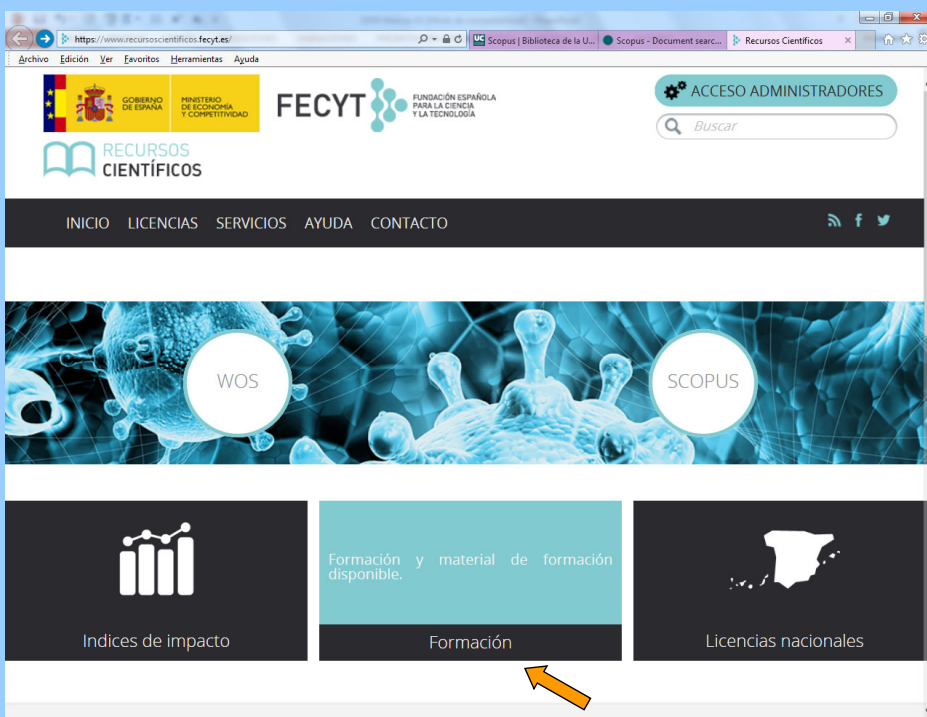 https://www.recursoscientificos.fecyt.es/
Scopus | Biblioteca de la U...
Scopus - Document searc...
Recursos Científicos
Archivo Edición Ver Favoritos Herramientas Ayuda
GOBIERNO DE ESPAÑA
MINISTERIO DE ECONOMÍA Y COMPETITIVIDAD
FECYT
FUNDACIÓN ESPAÑOLA
PARA LA CIENCIA
Y LA TECNOLOGÍA
ACCESO ADMINISTRADORES
Buscar
RECURSOS
CIENTÍFICOS
INICIO LICENCIAS SERVICIOS AYUDA CONTACTO
WOS
SCOPUS
Formación y material de formación
disponible.
Indices de impacto
Formación
Licencias nacionales